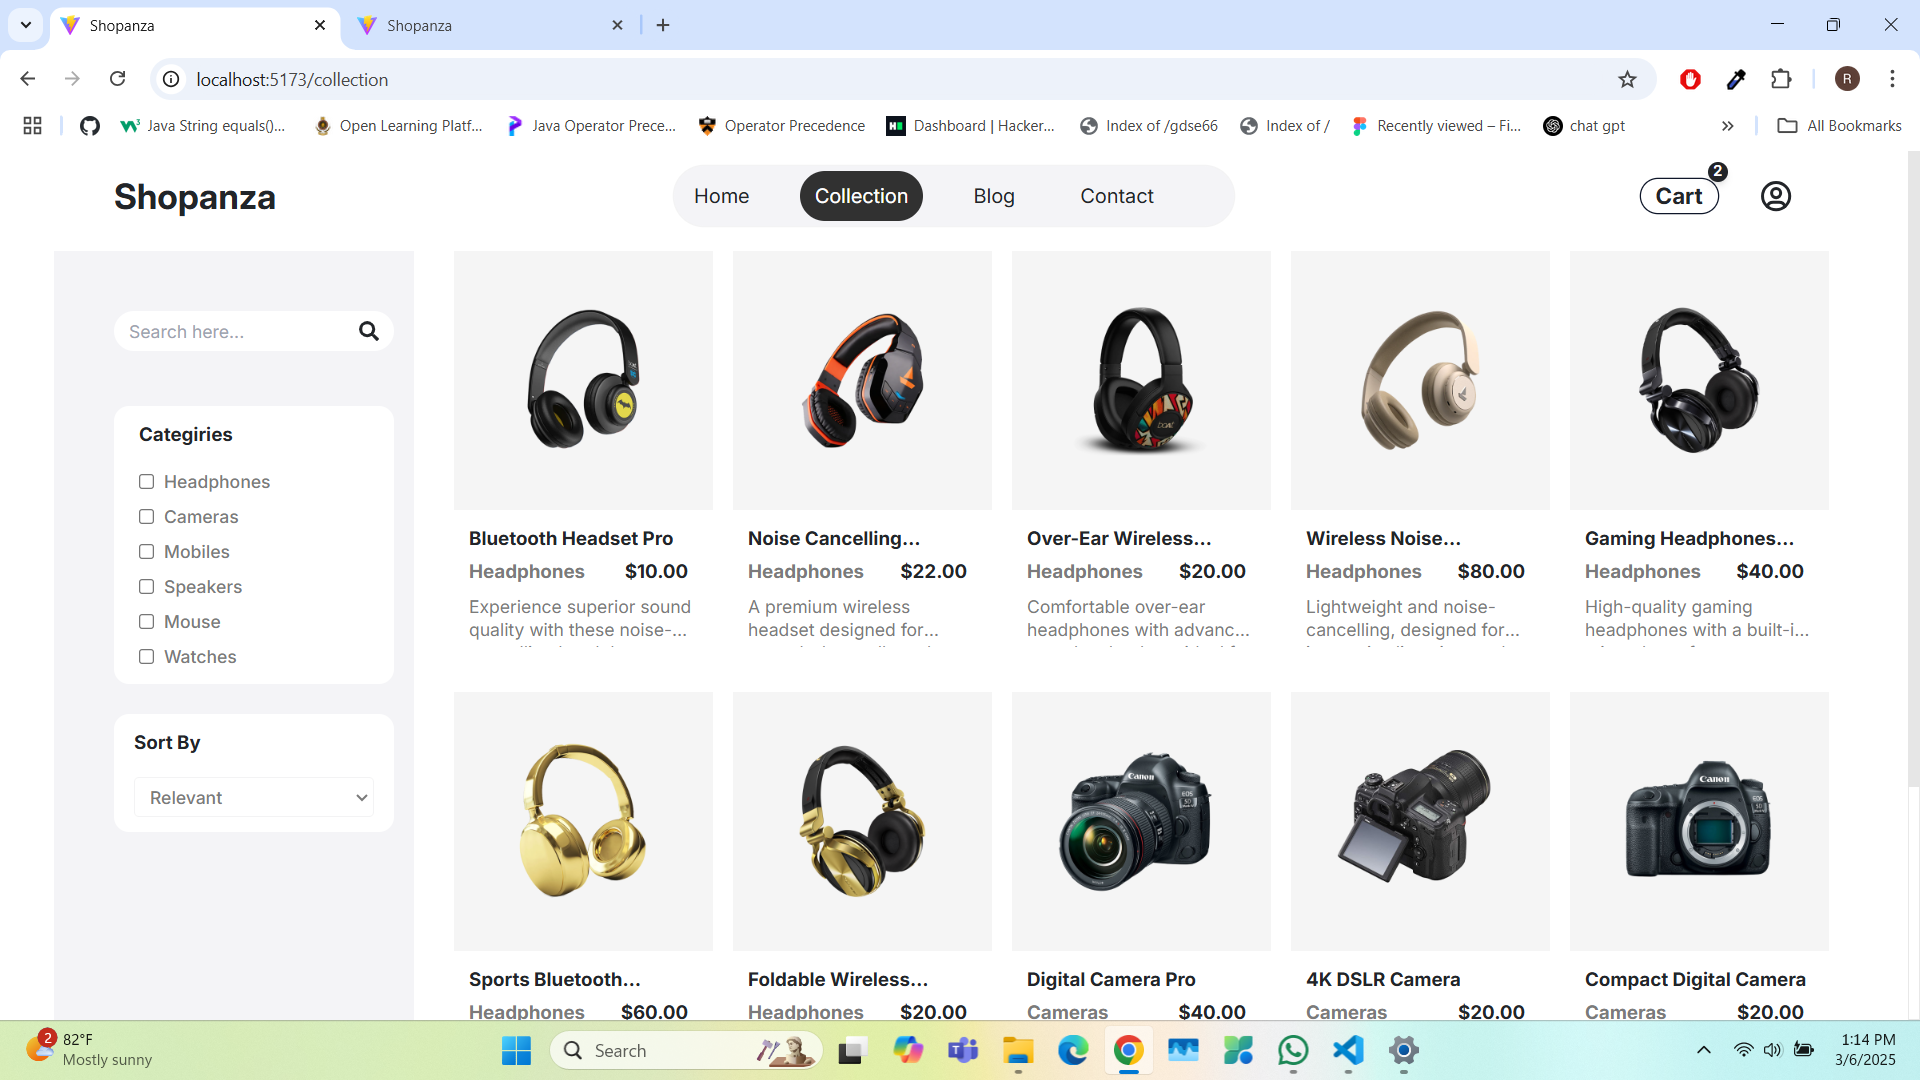 Shopanza
Shopanza
localhost:5173/collection
R
Java String equals()...
Open Learning Platf...
Java Operator Prece...
Operator Precedence
Dashboard | Hacker...
Index of /gdse66
Index of /
Recently viewed – Fi...
chat gpt
All Bookmarks
Shopanza
Home
Collection
Blog
Contact
Cart
2
Search here...
Categiries
Headphones
Cameras
Mobiles
Speakers
Mouse
Watches
Sort By
Relevant
Bluetooth Headset Pro
Headphones $10.00
Experience superior sound
quality with these noise-...
Noise Cancelling...
Headphones $22.00
A premium wireless
headset designed for...
Over-Ear Wireless...
Headphones $20.00
Comfortable over-ear
headphones with advanc...
Wireless Noise...
Headphones $80.00
Lightweight and noise-
cancelling, designed for...
Gaming Headphones...
Headphones $40.00
High-quality gaming
headphones with a built-i...
Canon
Canon
Sports Bluetooth...
Headphones $60.00
Foldable Wireless...
Headphones $20.00
Digital Camera Pro
Cameras $40.00
4K DSLR Camera
Cameras $20.00
Compact Digital Camera
Cameras $20.00
2
82°F
Mostly sunny
Search
1:14 PM
3/6/2025